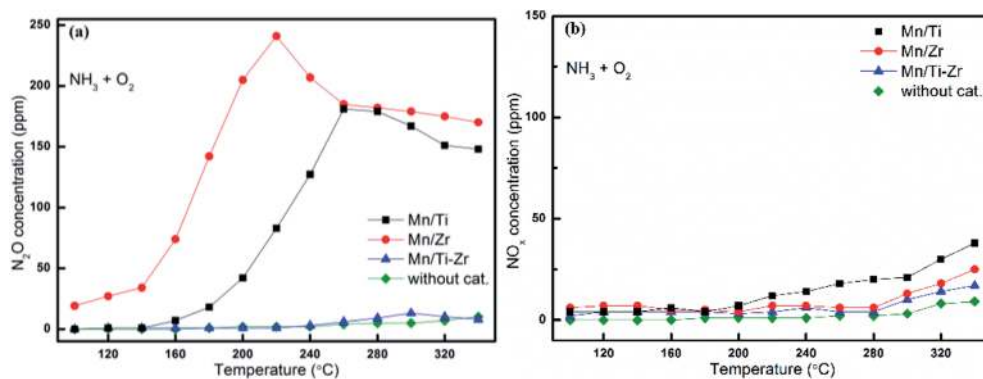 (a)
NH3 + O2
N2O concentration (ppm)
250
200
150
100
50
0
Mn/Ti
Mn/Zr
Mn/Ti-Zr
without cat.
120 160 200 240 280 320
Temperature (°C)
(b)
NH3 + O2
NOx concentration (ppm)
150
100
50
0
Mn/Ti
Mn/Zr
Mn/Ti-Zr
without cat.
120 160 200 240 280 320
Temperature (°C)